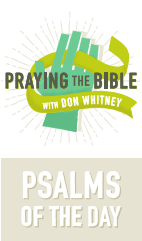 PRAYING THE BIBLE
WITH DON WHITNEY
PSALMS
OF THE DAY